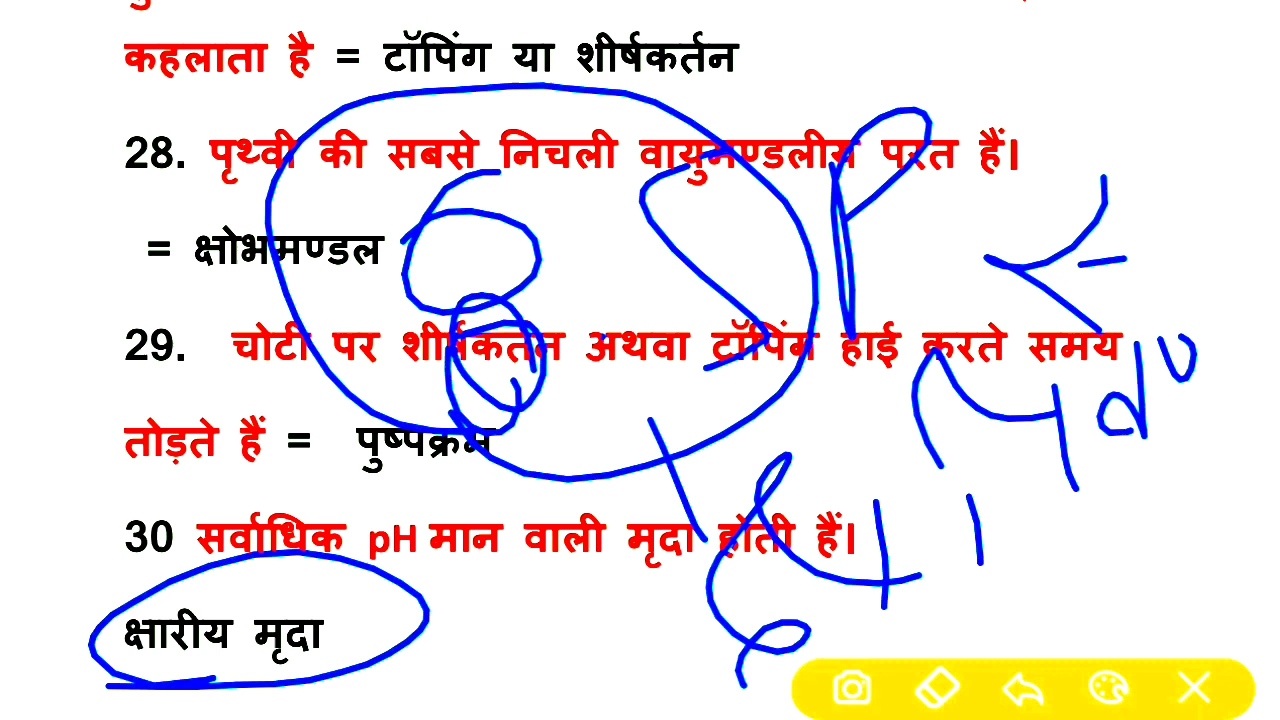 कहलाता है = टॉपिंग या शीर्षकर्तन
28. पृथ्वी की सबसे निचली वायुमण्डलीय परत हैं।
= क्षोभमण्डल
29. चोटी पर शीर्षकर्तन अथवा टॉपिंग हाई करते समय
तोड़ते हैं = पुष्पक्रम
30 सर्वाधिक pH मान वाली मृदा होती हैं।
क्षारीय मृदा